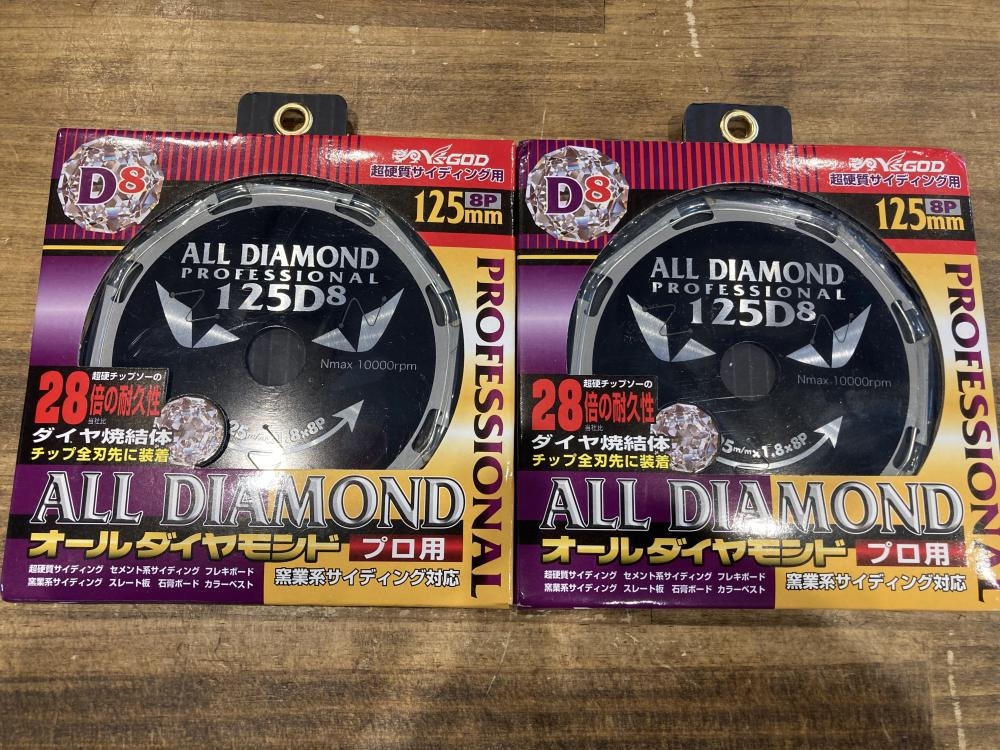 D8
Y'sGOD
超硬質サイディング用
125mm
8P
ALL DIAMOND
PROFESSIONAL
125D8
Nmax 10000rpm
超硬チップソーの
28倍の耐久性
当社比
ダイヤ焼結体
チップ全刃先に装着
PROFESSIONAL
ALL DIAMOND
オールダイヤモンド
プロ用
超硬質サイディング セメント系サイディング フレキボード
窯業系サイディング スレート板 石膏ボード カラーベスト
窯業系サイディング対応
D8
Y'sGOD
超硬質サイディング用
125mm
8P
ALL DIAMOND
PROFESSIONAL
125D8
Nmax 10000rpm
5m/m×1.8×8P
超硬チップソーの
28倍の耐久性
当社比
ダイヤ焼結体
チップ全刃先に装着
PROFESSIONAL
ALL DIAMOND
オールダイヤモンド
プロ用
超硬質サイディング セメント系サイディング フレキボード
窯業系サイディング スレート板 石膏ボード カラーベスト
窯業系サイディング対応